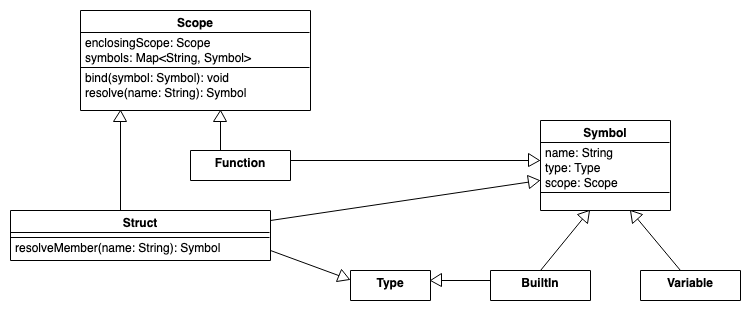 Scope
enclosingScope: Scope
symbols: Map<String, Symbol>
bind(symbol: Symbol): void
resolve(name: String): Symbol
Function
Symbol
name: String
type: Type
scope: Scope
Struct
resolveMember(name: String): Symbol
Type
BuiltIn
Variable